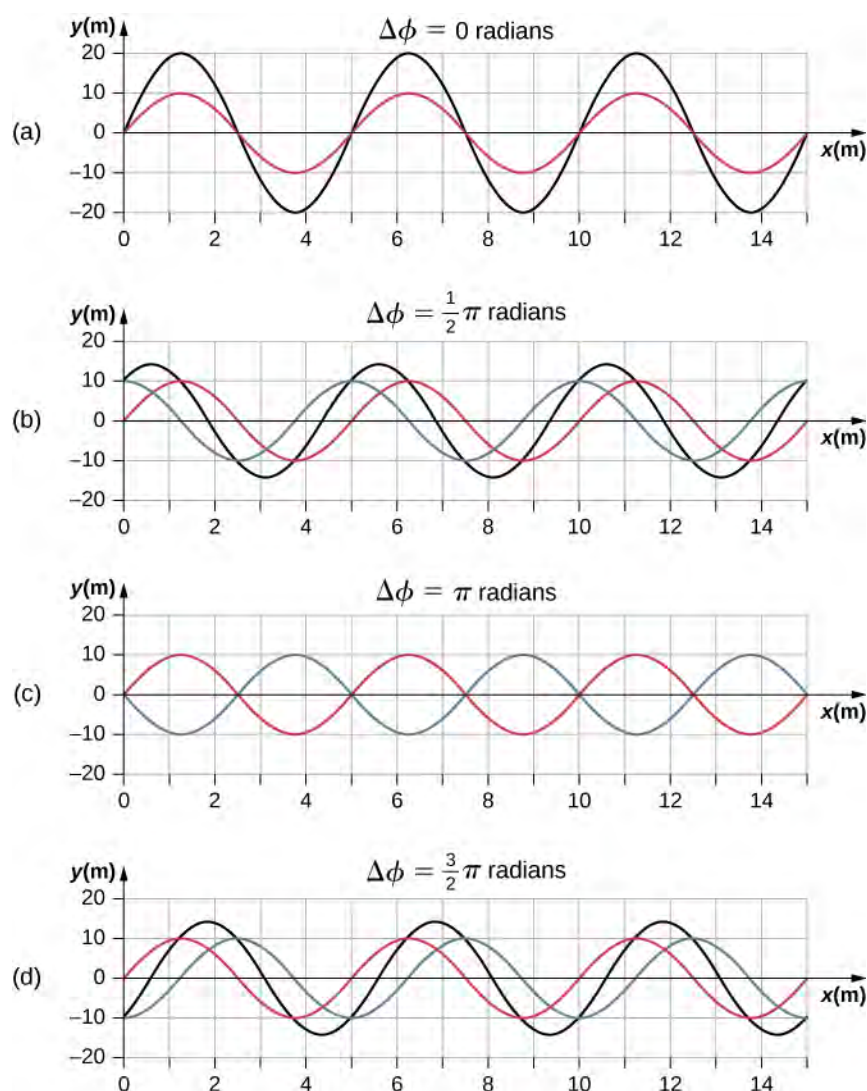 y(m)
Δϕ = 0 radians
20
10
(a)
0
x(m)
–10
–20
0 2 4 6 8 10 12 14
y(m)
Δϕ = 1/2 π radians
20
10
(b)
0
x(m)
–10
–20
0 2 4 6 8 10 12 14
y(m)
Δϕ = π radians
20
10
(c)
0
x(m)
–10
–20
0 2 4 6 8 10 12 14
y(m)
Δϕ = 3/2 π radians
20
10
(d)
0
x(m)
–10
–20
0 2 4 6 8 10 12 14